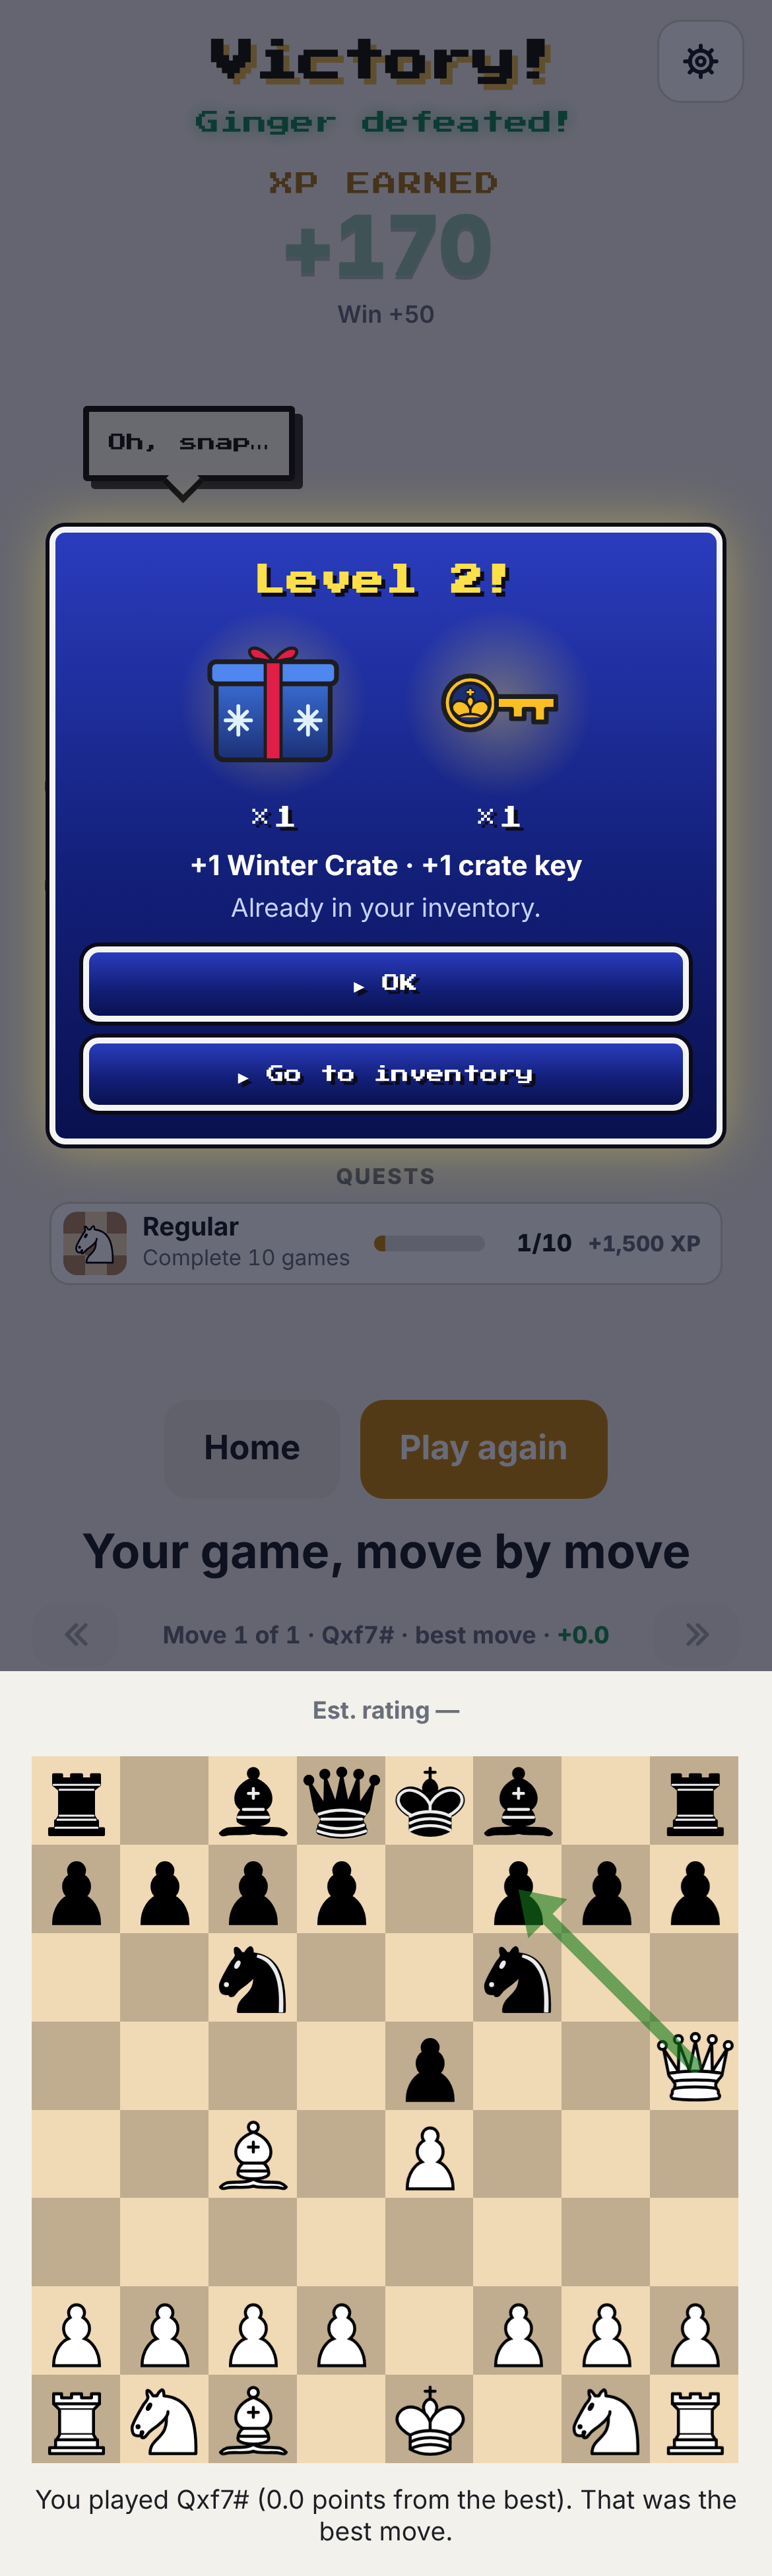 Victory!
Ginger defeated!
XP EARNED
+170
Win +50
Oh, snap…
Level 2!
×1
×1
+1 Winter Crate · +1 crate key
Already in your inventory.
▶ OK
▶ Go to inventory
QUESTS
Regular
Complete 10 games
1/10 +1,500 XP
Home
Play again
Your game, move by move
« Move 1 of 1 · Qxf7# · best move · +0.0 »
Est. rating —
You played Qxf7# (0.0 points from the best). That was the
best move.